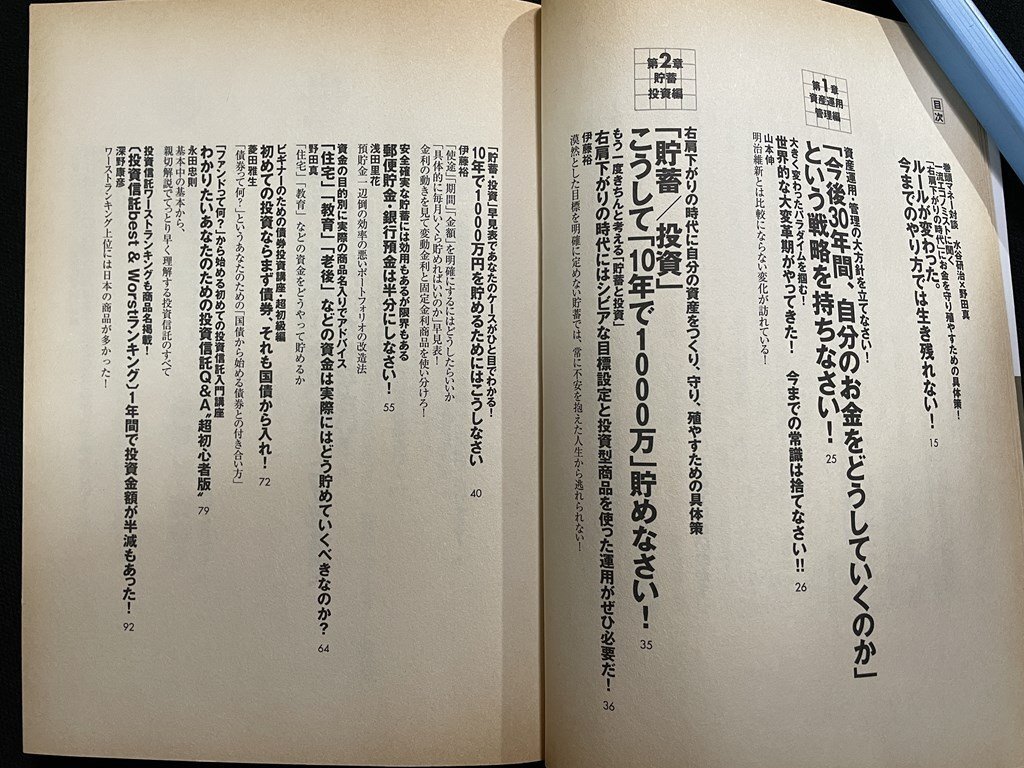 目次
巻頭マネー対談　水谷研治×野田真
一流エコノミストに聞く、
「右肩下がりの時代にお金を守り殖やすための具体策！
ルールが変わった。
今までのやり方では生き残れない！ 15
第1章
資産運用
管理編
資産運用・管理の大方針を立てなさい！
「今後30年間、自分のお金をどうしていくのか」
という戦略を持ちなさい！ 25
大きく変わったパラダイムを掴む！
世界的な大変革期がやってきた！　今までの常識は捨てなさい!! 26
山本伸
明治維新とは比較にならない変化が訪れている！
第2章
貯蓄
投資編
右肩下がりの時代に自分の資産をつくり、守り、殖やすための具体策
「貯蓄／投資」
こうして「10年で1000万」貯めなさい！ 35
もう一度きちんと考える「貯蓄と投資」
右肩下がりの時代にはシビアな目標設定と投資型商品を使った運用がぜひ必要だ！ 36
伊藤裕
漠然とした目標を明確に定めない貯蓄では、常に不安を抱えた人生から逃れられない！
「貯蓄・投資」早見表であなたのケースがひと目でわかる！
10年で1000万円を貯めるためにはこうしなさい 40
伊藤裕
「使途」「期間」「金額」を明確にするにはどうしたらいいか
「具体的に毎月いくら貯めればいいのか」早見表！
金利の動きを見て変動金利と固定金利商品を使い分けろ！
安全確実な貯蓄には効用もあるが限界もある
郵便貯金・銀行預金は半分にしなさい！ 55
浅田里花
預貯金一辺倒の効率の悪いポートフォリオの改造法
資金の目的別に実際の商品名入りでアドバイス
「住宅」「教育」「老後」などの資金は実際にはどう貯めていくべきなのか？ 64
野田真
「住宅」「教育」などの資金をどうやって貯めるか
ビギナーのための債券投資講座・超初級編
初めての投資ならまず債券、それも国債から入れ！ 72
菱田雅生
「債券って何？」というあなたのための「国債から始める債券との付き合い方」
「ファンドって何？」から始める初めての投資信託入門講座
わかりたいあなたのための投資信託Q&A〝超初心者版〟 79
永田忠則
基本中の基本から、
親切解説でてっとり早く理解する投資信託のすべて
投資信託ワーストランキングも商品名掲載！
〔投資信託best & Worst「ランキング」〕1年間で投資金額が半減もあった！ 92
深野康彦
ワーストランキング上位には日本の商品が多かった！